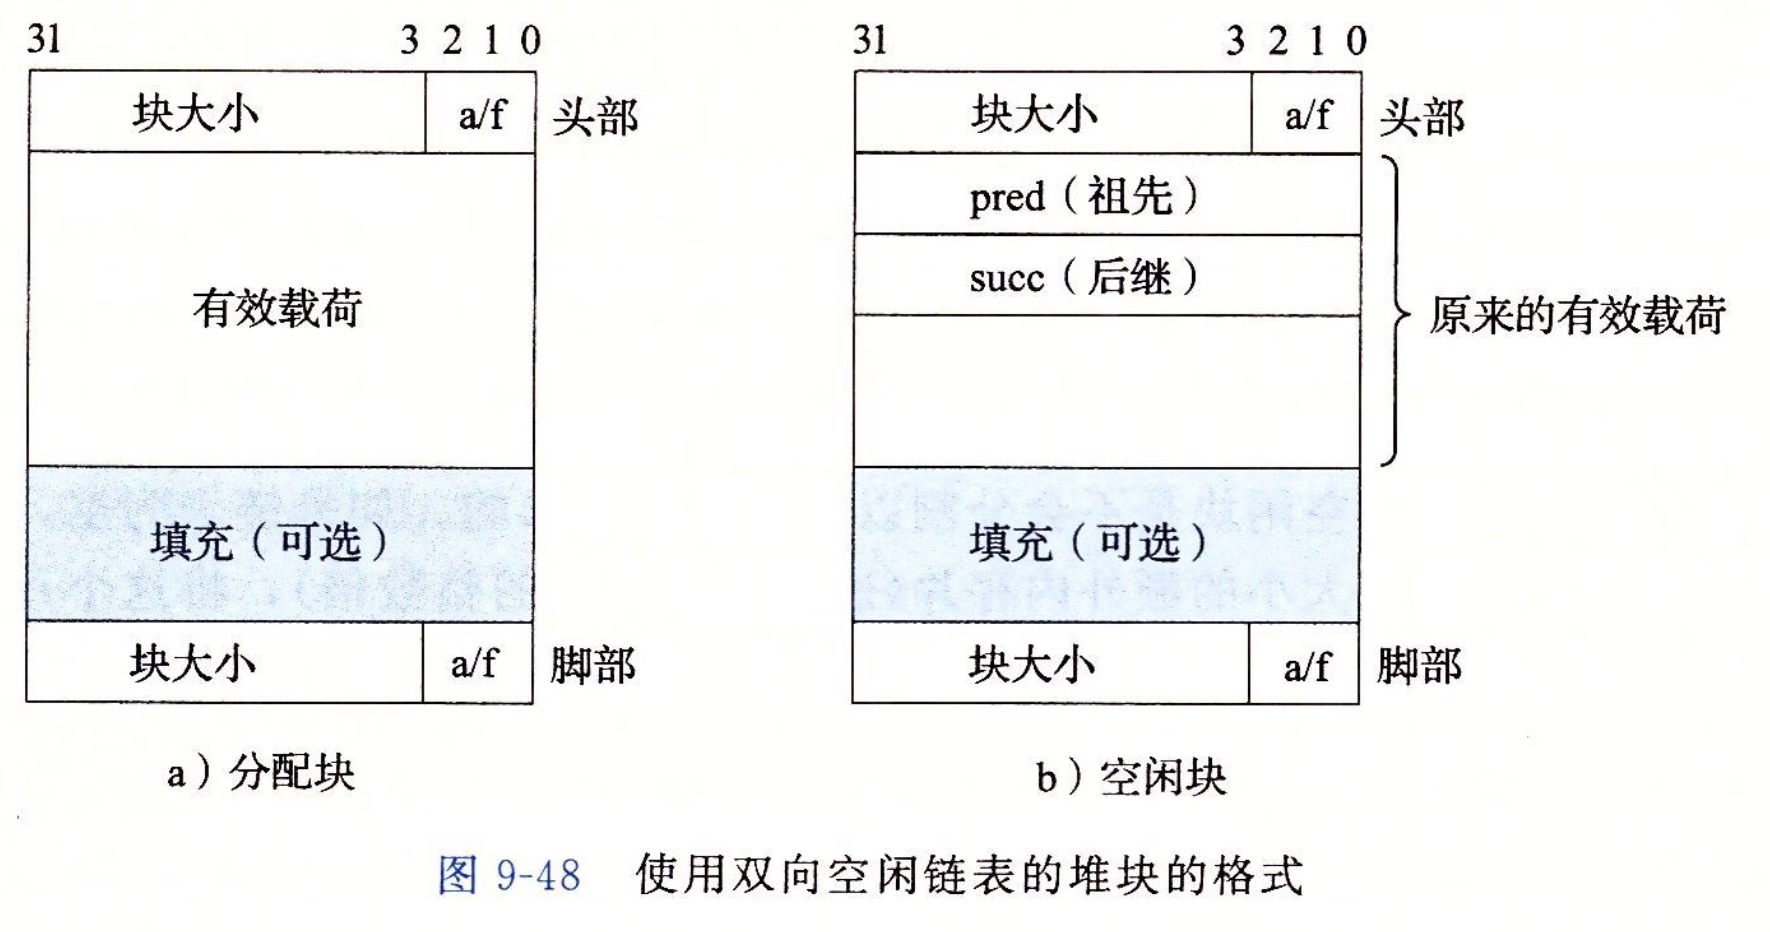 31 3 2 1 0
块大小 a/f 头部
有效载荷
填充（可选）
块大小 a/f 脚部
a）分配块
31 3 2 1 0
块大小 a/f 头部
pred（祖先）
succ（后继）
原来的有效载荷
填充（可选）
块大小 a/f 脚部
b）空闲块
图 9-48 使用双向空闲链表的堆块的格式